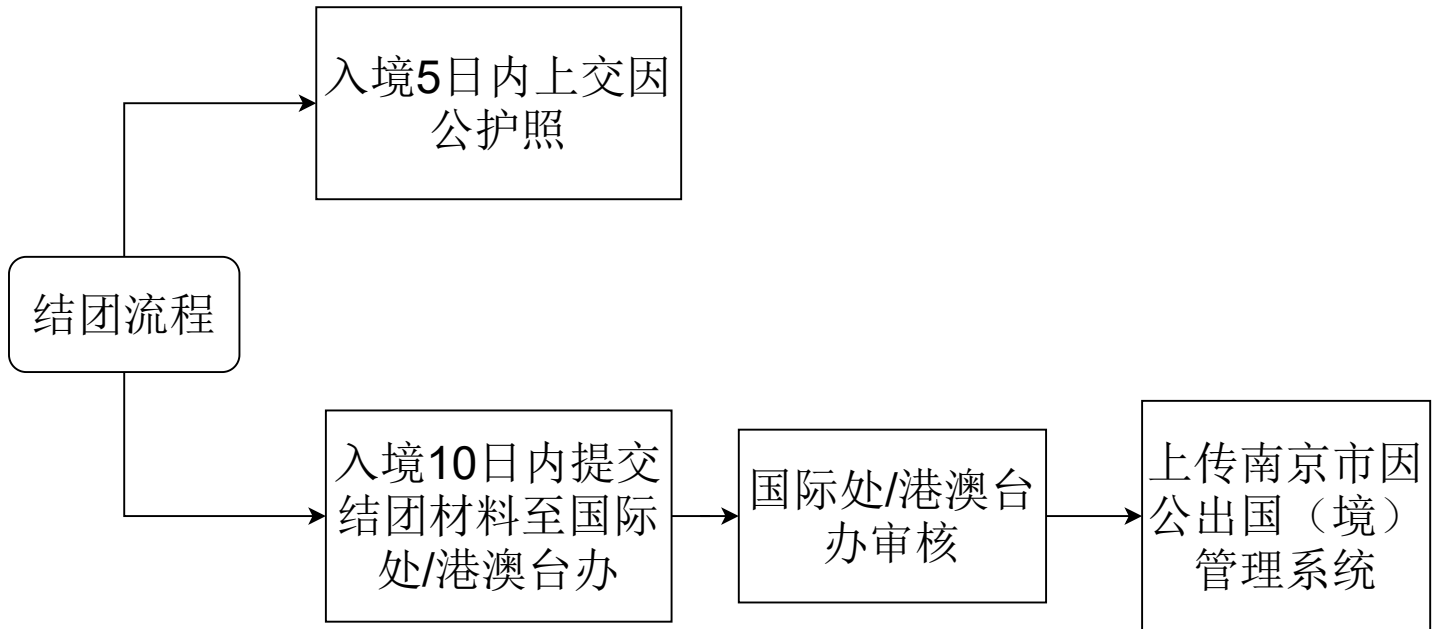 入境5日内上交因
公护照
结团流程
入境10日内提交
结团材料至国际
处/港澳台办
国际处/港澳台
办审核
上传南京市因
公出国（境）
管理系统